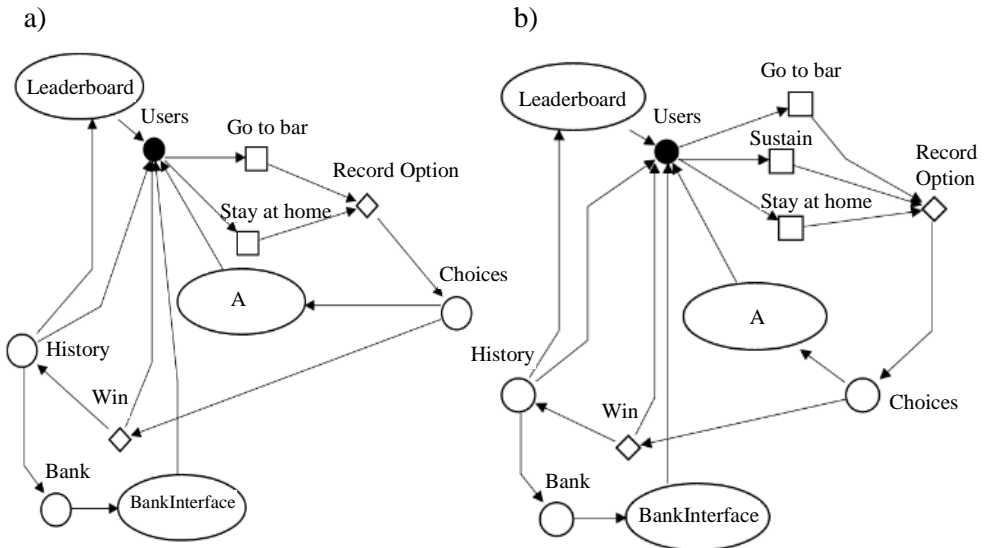 a)
Leaderboard
Users
Go to bar
Record Option
Stay at home
A
Choices
History
Win
Bank
BankInterface
b)
Go to bar
Leaderboard
Users
Sustain
Record
Option
Stay at home
A
History
Win
Choices
Bank
BankInterface